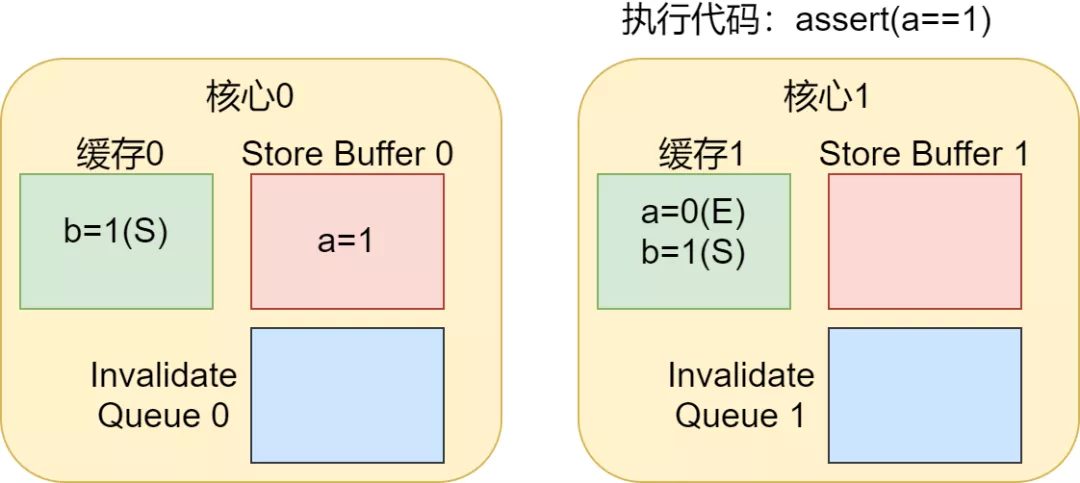 执行代码：assert(a==1)
核心0
缓存0
Store Buffer 0
b=1(S)
a=1
Invalidate
Queue 0
核心1
缓存1
Store Buffer 1
a=0(E)
b=1(S)
Invalidate
Queue 1